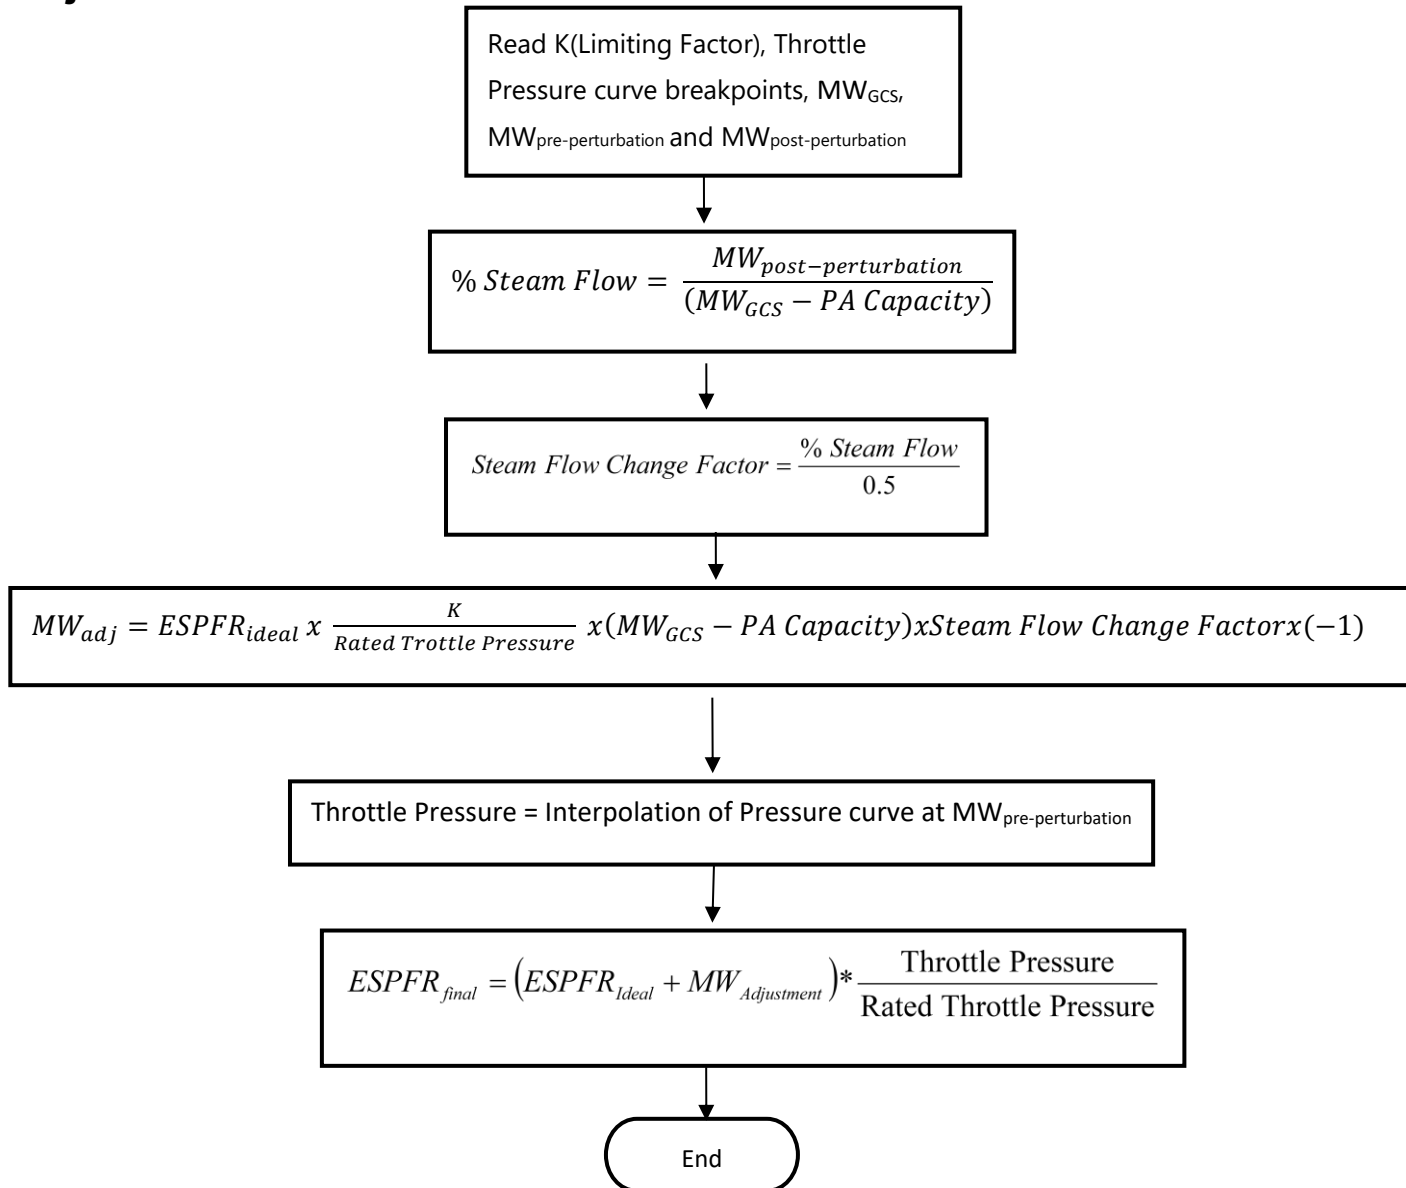 Read K(Limiting Factor), Throttle
Pressure curve breakpoints, MWGCS,
MWpre-perturbation and MWpost-perturbation
% Steam Flow = MWpost−perturbation / (MWGCS − PA Capacity)
Steam Flow Change Factor = % Steam Flow / 0.5
MWadj = ESPFRideal x K / Rated Trottle Pressure x(MWGCS − PA Capacity)xSteam Flow Change Factorx(−1)
Throttle Pressure = Interpolation of Pressure curve at MWpre-perturbation
ESPFRfinal = (ESPFRIdeal + MWAdjustment)* Throttle Pressure / Rated Throttle Pressure
End